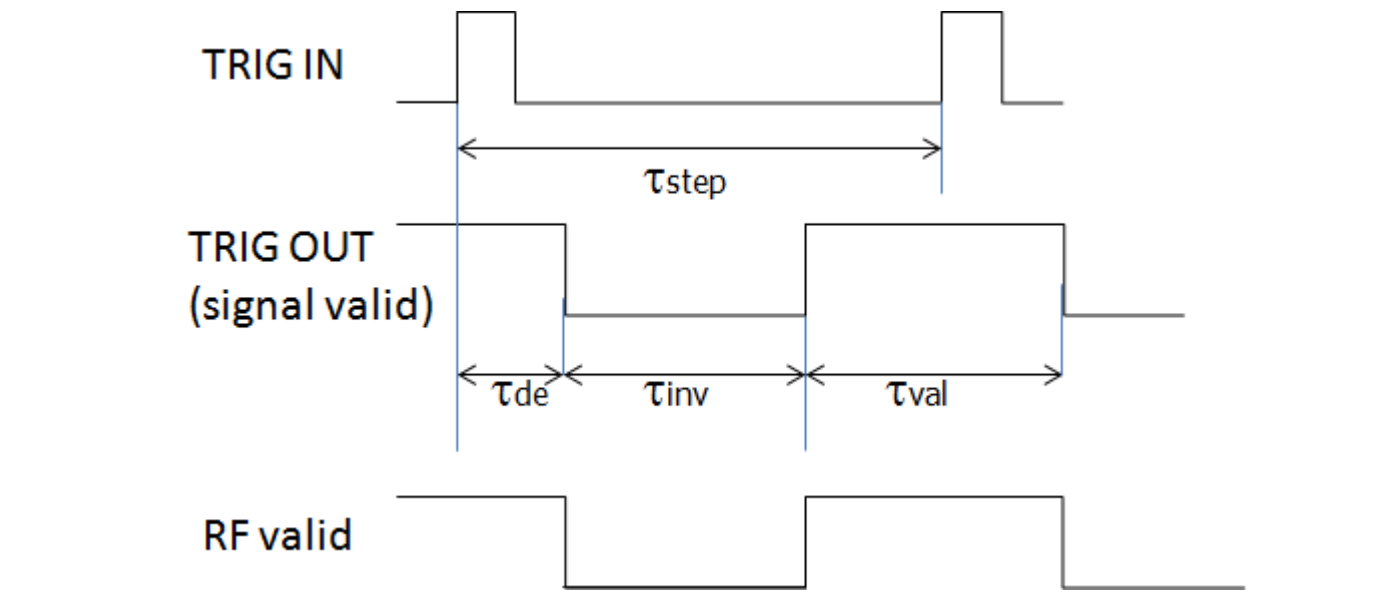 TRIG IN
τstep
TRIG OUT
(signal valid)
τde
τinv
τval
RF valid